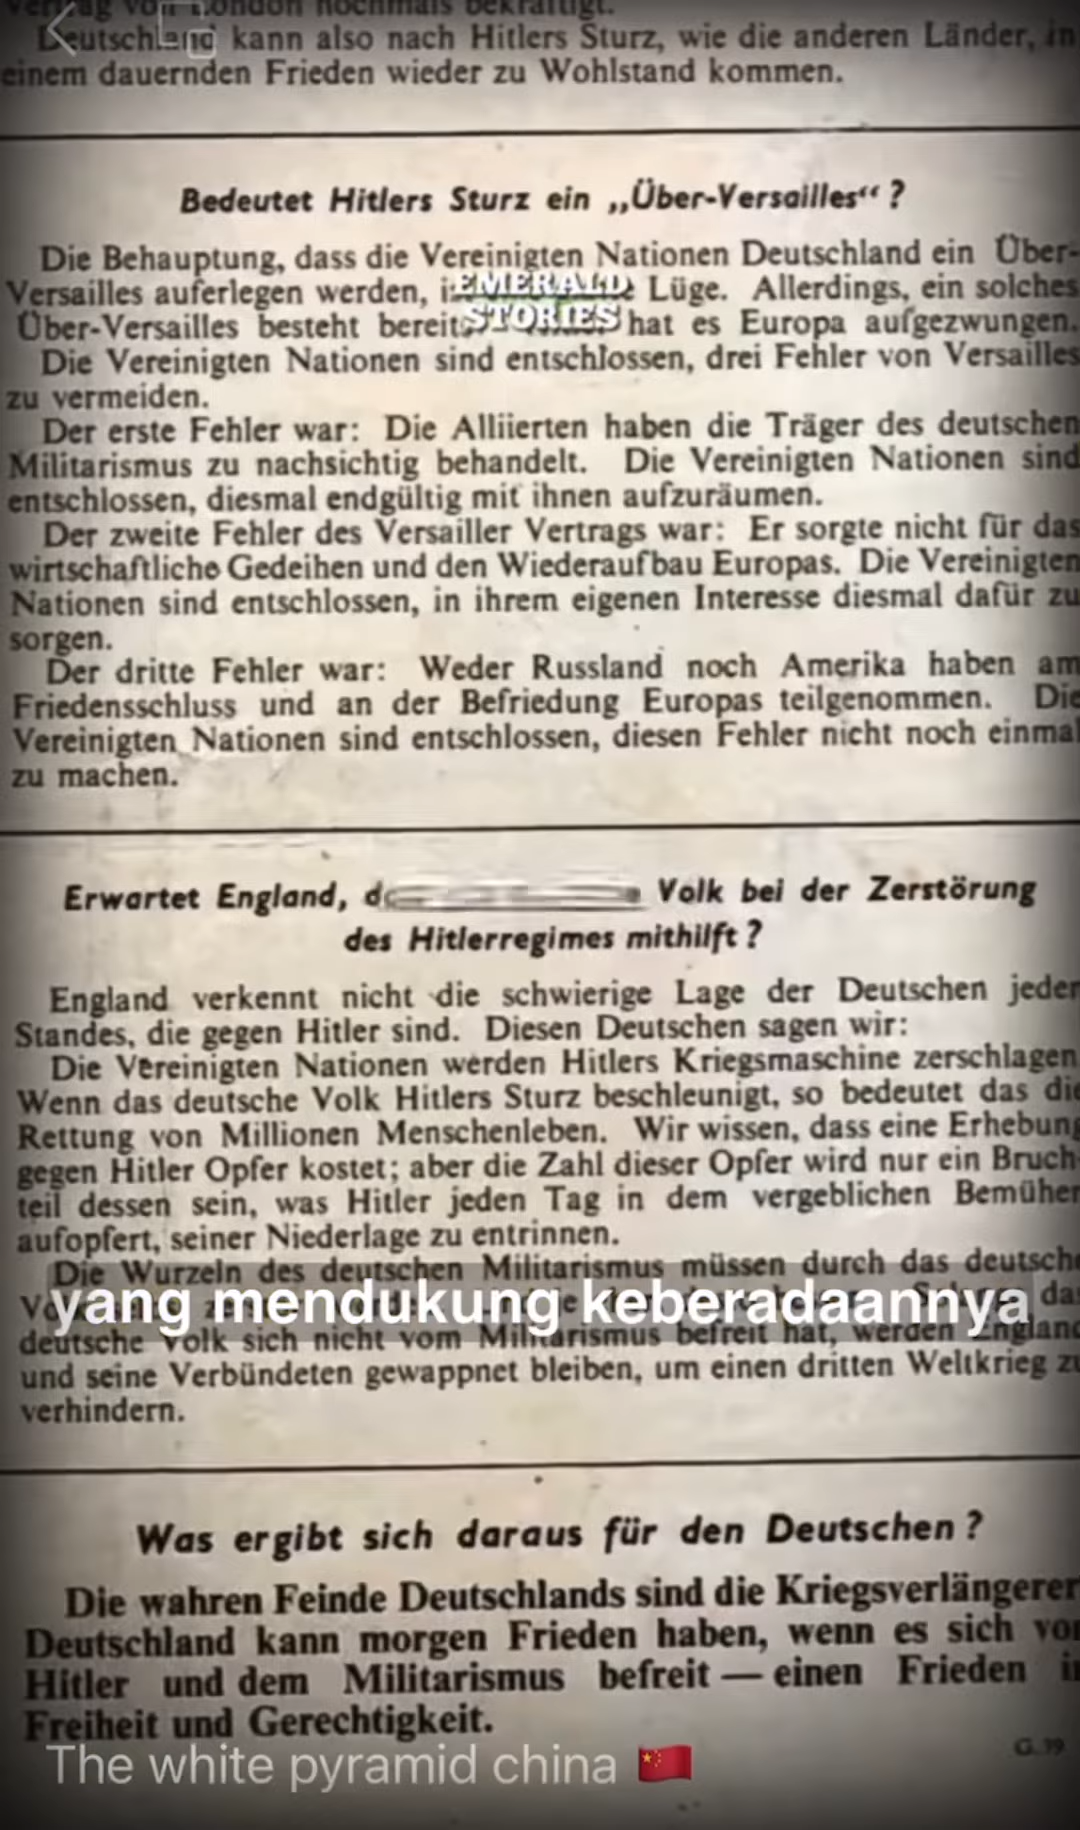 Vertrag von London nochmals bekräftigt.
Deutschland kann also nach Hitlers Sturz, wie die anderen Länder, in
einem dauernden Frieden wieder zu Wohlstand kommen.
Bedeutet Hitlers Sturz ein „Über-Versailles“ ?
Die Behauptung, dass die Vereinigten Nationen Deutschland ein Über-
Versailles auferlegen werden, Lüge. Allerdings, ein solches
Über-Versailles besteht bereits hat es Europa aufgezwungen.
EMERALD
STORIES
Die Vereinigten Nationen sind entschlossen, drei Fehler von Versailles
zu vermeiden.
Der erste Fehler war: Die Alliierten haben die Träger des deutschen
Militarismus zu nachsichtig behandelt. Die Vereinigten Nationen sind
entschlossen, diesmal endgültig mit ihnen aufzuräumen.
Der zweite Fehler des Versailler Vertrags war: Er sorgte nicht für das
wirtschaftliche Gedeihen und den Wiederaufbau Europas. Die Vereinigten
Nationen sind entschlossen, in ihrem eigenen Interesse diesmal dafür zu
sorgen.
Der dritte Fehler war: Weder Russland noch Amerika haben am
Friedensschluss und an der Befriedung Europas teilgenommen. Die
Vereinigten Nationen sind entschlossen, diesen Fehler nicht noch einmal
zu machen.
Erwartet England, Volk bei der Zerstörung
des Hitlerregimes mithilft ?
England verkennt nicht die schwierige Lage der Deutschen jeder
Standes, die gegen Hitler sind. Diesen Deutschen sagen wir:
Die Vereinigten Nationen werden Hitlers Kriegsmaschine zerschlagen
Wenn das deutsche Volk Hitlers Sturz beschleunigt, so bedeutet das die
Rettung von Millionen Menschenleben. Wir wissen, dass eine Erhebung
gegen Hitler Opfer kostet; aber die Zahl dieser Opfer wird nur ein Bruch-
teil dessen sein, was Hitler jeden Tag in dem vergeblichen Bemühen
aufopfert, seiner Niederlage zu entrinnen.
Die Wurzeln des deutschen Militarismus müssen durch das deutsche
yang mendukung keberadaannya
deutsche Volk sich nicht vom Militarismus befreit hat, werden England
und seine Verbündeten gewappnet bleiben, um einen dritten Weltkrieg zu
verhindern.
Was ergibt sich daraus für den Deutschen ?
Die wahren Feinde Deutschlands sind die Kriegsverlängerer
Deutschland kann morgen Frieden haben, wenn es sich von
Hitler und dem Militarismus befreit — einen Frieden in
Freiheit und Gerechtigkeit.
G.39
The white pyramid china